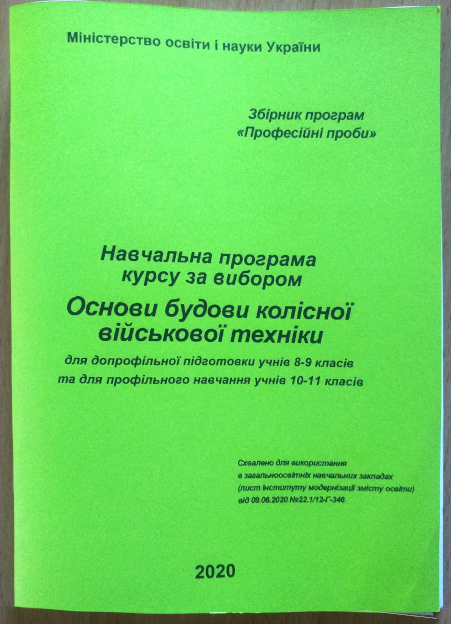 Міністерство освіти і науки України
Збірник програм
«Професійні проби»
Навчальна програма
курсу за вибором
Основи будови колісної
військової техніки
для допрофільної підготовки учнів 8-9 класів
та для профільного навчання учнів 10-11 класів
Схвалено для використання
в загальноосвітніх навчальних закладах
(лист Інституту модернізації змісту освіти)
від 09.06.2020 №22.1/12-Г-346
2020